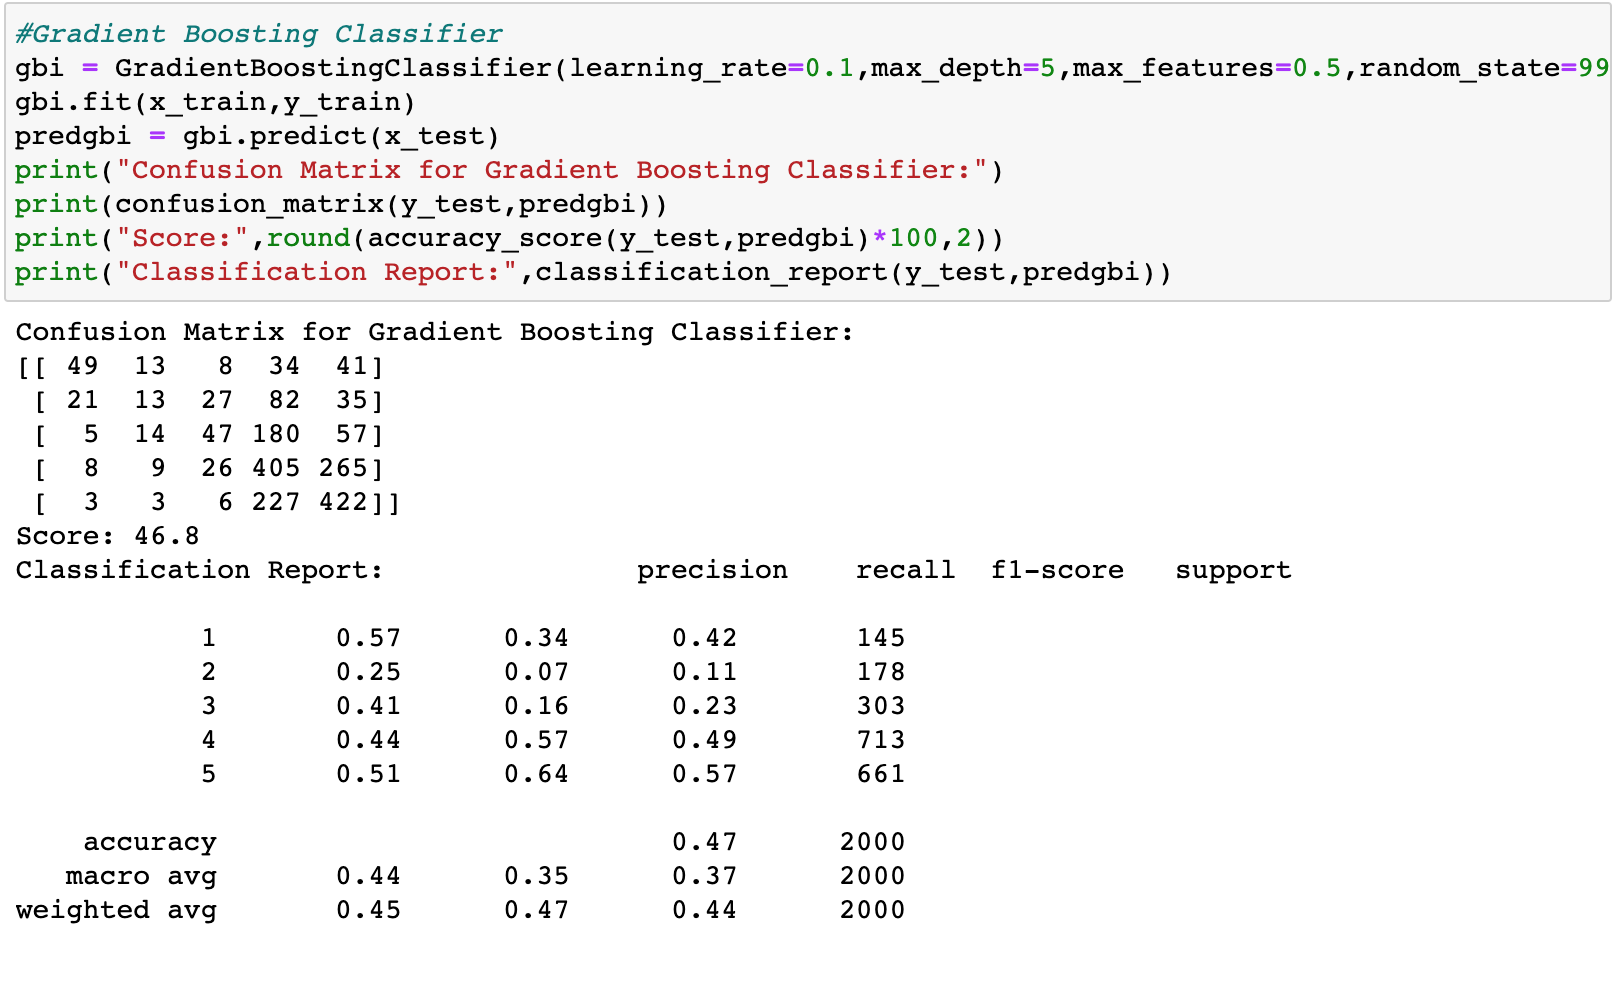 #Gradient Boosting Classifier
gbi = GradientBoostingClassifier(learning_rate=0.1,max_depth=5,max_features=0.5,random_state=99
gbi.fit(x_train,y_train)
predgbi = gbi.predict(x_test)
print("Confusion Matrix for Gradient Boosting Classifier:")
print(confusion_matrix(y_test,predgbi))
print("Score:",round(accuracy_score(y_test,predgbi)*100,2))
print("Classification Report:",classification_report(y_test,predgbi))
Confusion Matrix for Gradient Boosting Classifier:
[[ 49  13   8  34  41]
 [ 21  13  27  82  35]
 [  5  14  47 180  57]
 [  8   9  26 405 265]
 [  3   3   6 227 422]]
Score: 46.8
Classification Report:               precision    recall  f1-score   support
           1       0.57      0.34      0.42       145
           2       0.25      0.07      0.11       178
           3       0.41      0.16      0.23       303
           4       0.44      0.57      0.49       713
           5       0.51      0.64      0.57       661
    accuracy                           0.47      2000
   macro avg       0.44      0.35      0.37      2000
weighted avg       0.45      0.47      0.44      2000